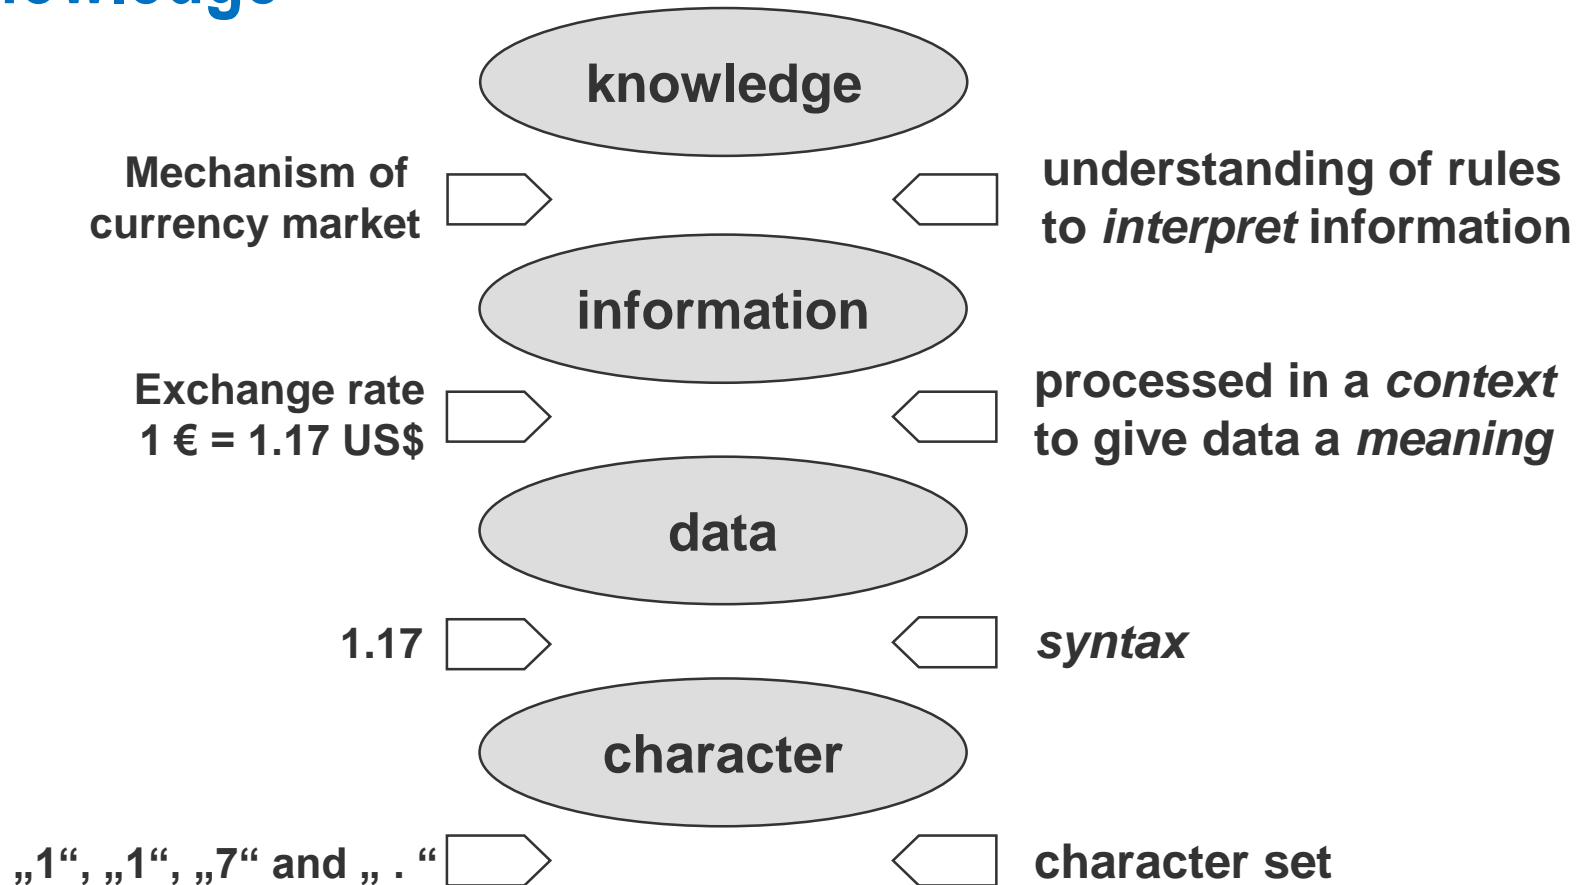 knowledge
Mechanism of
currency market
understanding of rules
to interpret information
information
Exchange rate
1 € = 1.17 US$
processed in a context
to give data a meaning
data
1.17
syntax
character
„1“, „1“, „7“ and „ . “
character set